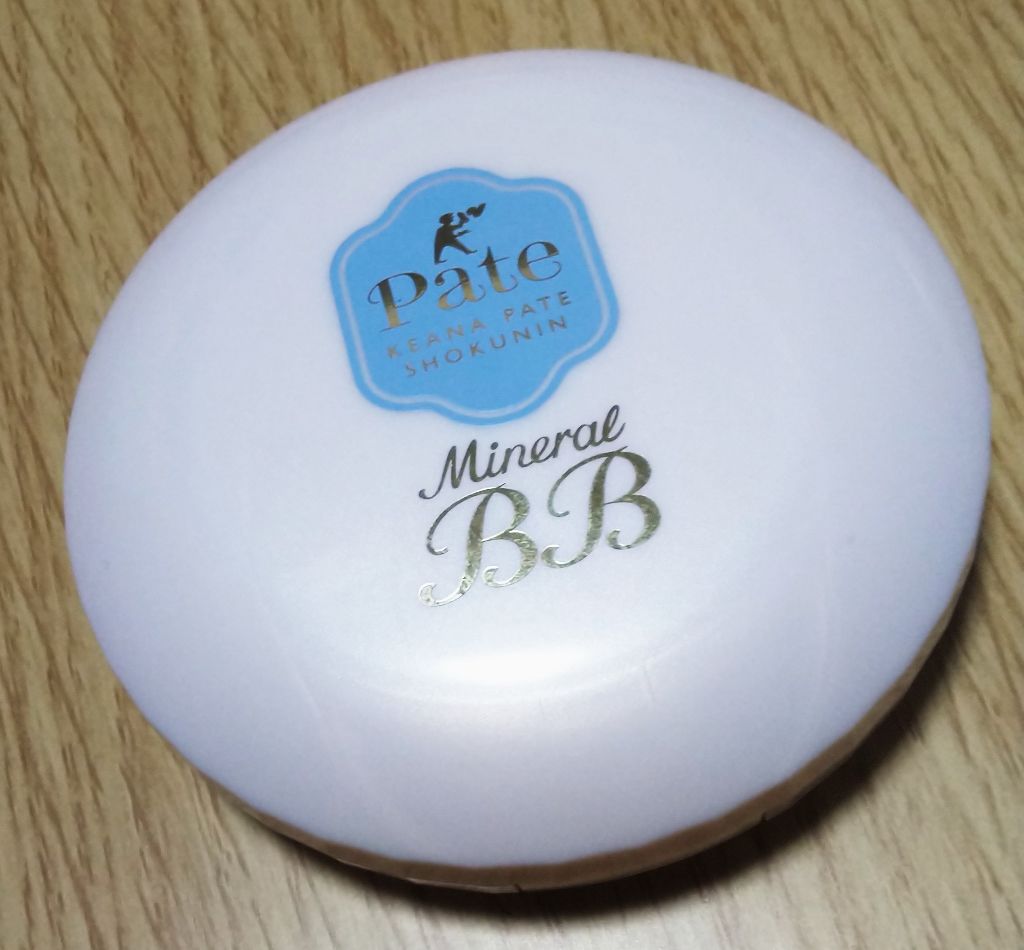 Pate
KEANA PATE
SHOKUNIN
Mineral
BB